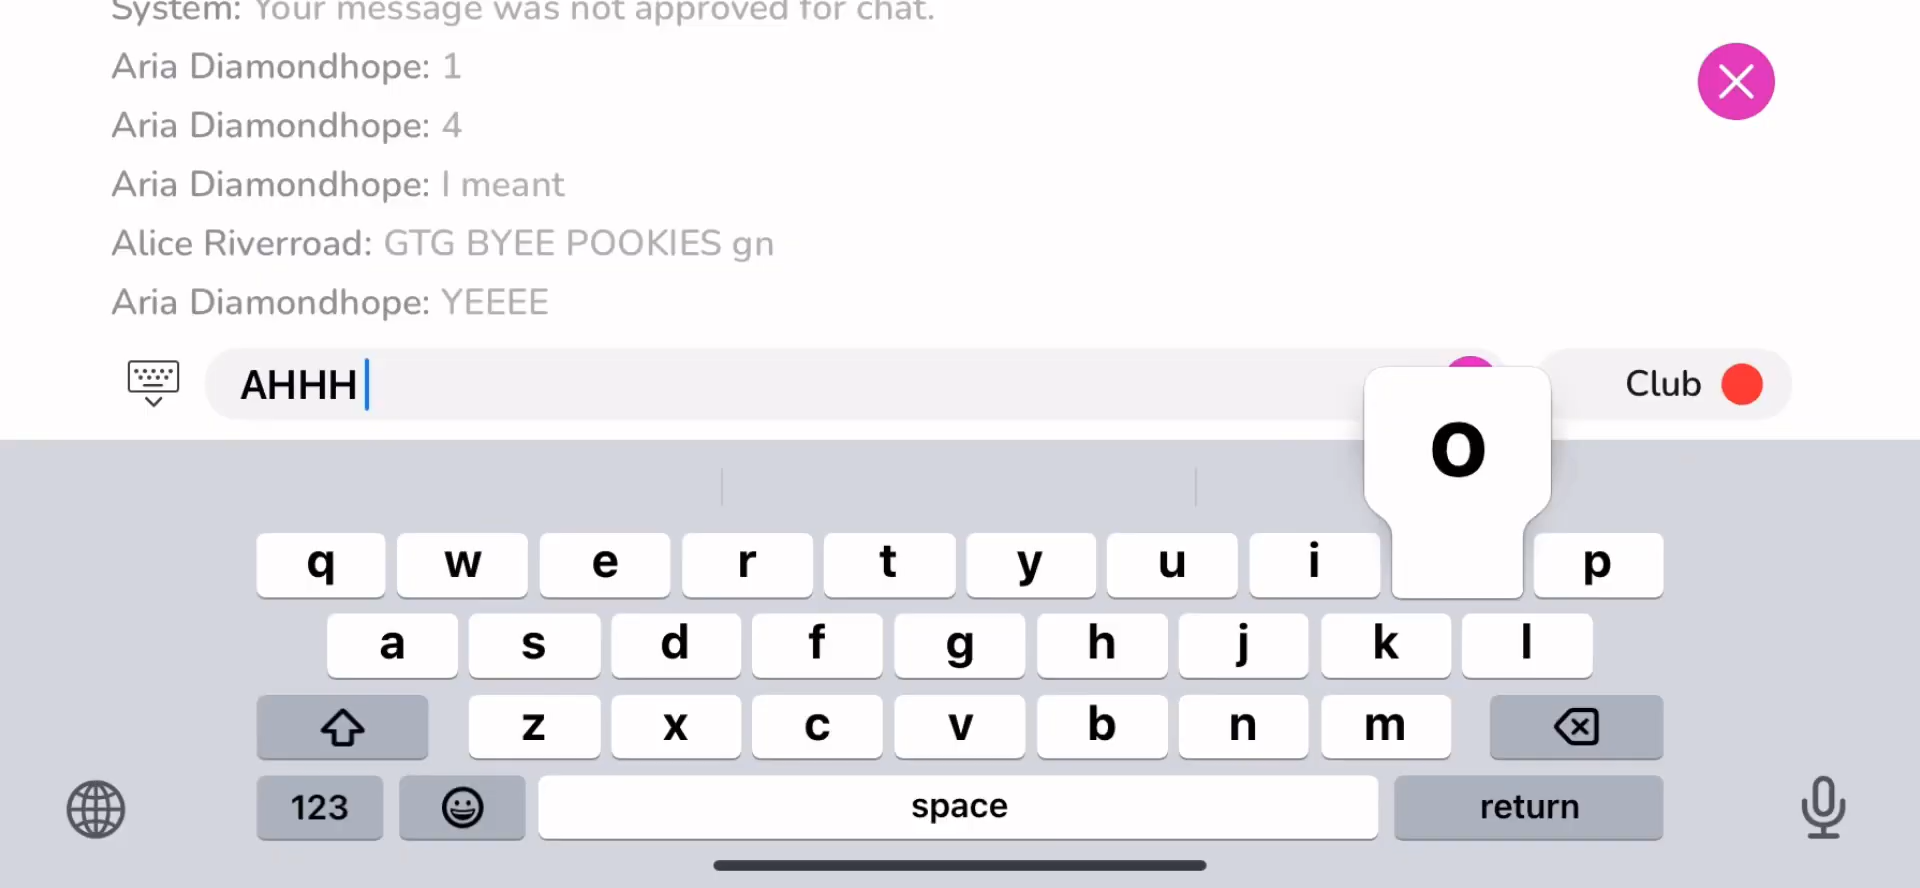 System: Your message was not approved for chat.
Aria Diamondhope: 1
Aria Diamondhope: 4
Aria Diamondhope: I meant
Alice Riverroad: GTG BYEE POOKIES gn
Aria Diamondhope: YEEEE
AHHH
Club
o
q w e r t y u i p
a s d f g h j k l
z x c v b n m
123 space return